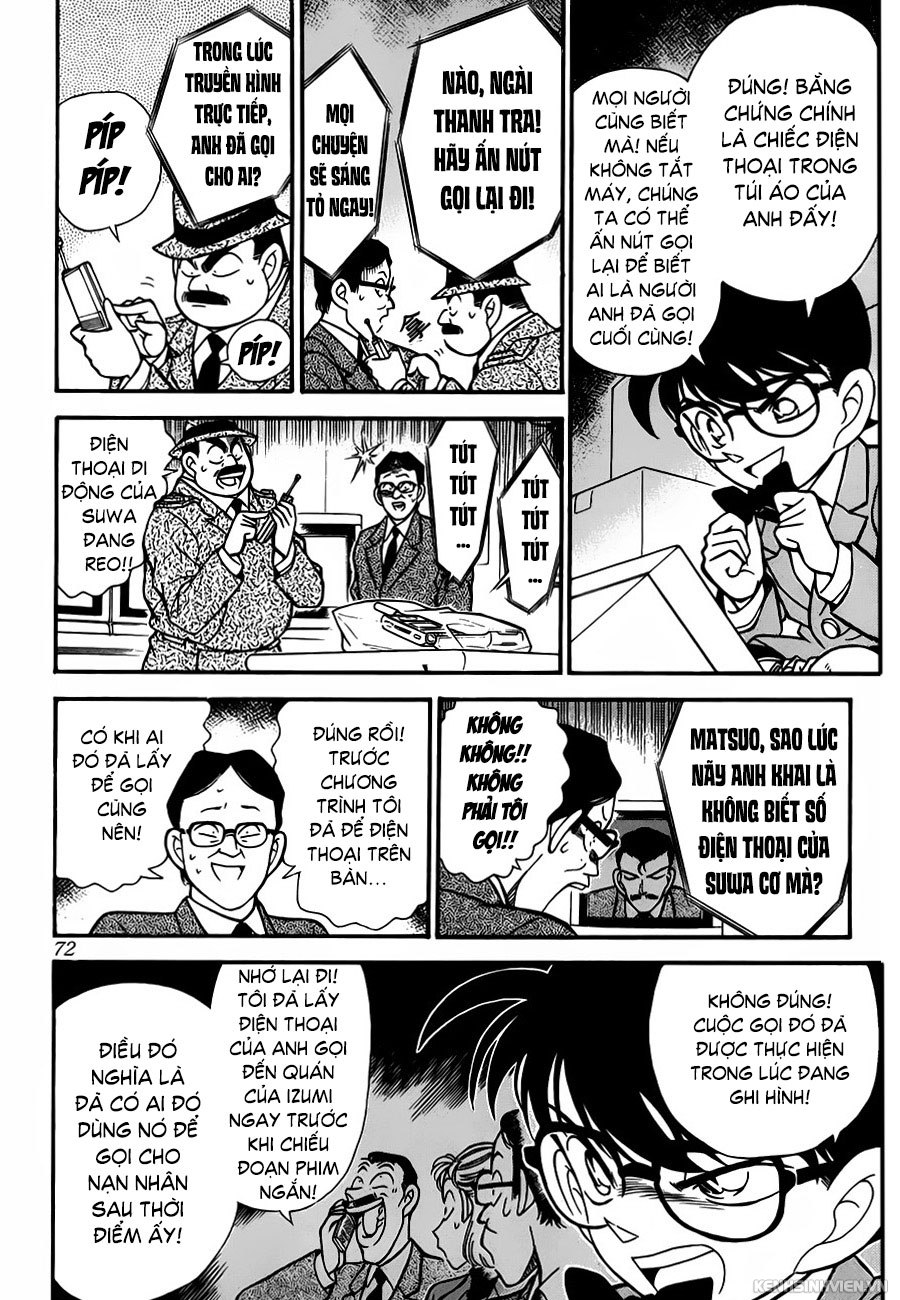 ĐÚNG! BẰNG
CHỨNG CHÍNH
LÀ CHIẾC ĐIỆN
THOẠI TRONG
TÚI ÁO CỦA
ANH ĐẤY!
MỌI NGƯỜI
CŨNG BIẾT
MÀ! NẾU
KHÔNG TẮT
MÁY, CHÚNG
TA CÓ THỂ
ẤN NÚT GỌI
LẠI ĐỂ BIẾT
AI LÀ NGƯỜI
ANH ĐÃ GỌI
CUỐI CÙNG!
NÀO, NGÀI
THANH TRA!
HÃY ẤN NÚT
GỌI LẠI ĐI!
MỌI
CHUYỆN
SẼ SÁNG
TỎ NGAY!
TRONG LÚC
TRUYỀN HÌNH
TRỰC TIẾP,
ANH ĐÃ GỌI
CHO AI?
PÍP
PÍP!
PÍP!
TÚT
TÚT
TÚT
...
TÚT
TÚT
TÚT
...
ĐIỆN
THOẠI DI
ĐỘNG CỦA
SUWA
ĐANG
REO!!
MATSUO, SAO LÚC
NÃY ANH KHAI LÀ
KHÔNG BIẾT SỐ
ĐIỆN THOẠI CỦA
SUWA CƠ MÀ?
KHÔNG
KHÔNG!!
KHÔNG
PHẢI TÔI
GỌI!!
ĐÚNG RỒI!
TRƯỚC
CHƯƠNG
TRÌNH TÔI
ĐÃ ĐỂ ĐIỆN
THOẠI TRÊN
BÀN...
CÓ KHI AI
ĐÓ ĐÃ LẤY
ĐỂ GỌI
CŨNG
NÊN!
72
KHÔNG ĐÚNG!
CUỘC GỌI ĐÓ ĐÃ
ĐƯỢC THỰC HIỆN
TRONG LÚC ĐANG
GHI HÌNH!
NHỚ LẠI ĐI!
TÔI ĐÃ LẤY
ĐIỆN THOẠI
CỦA ANH GỌI
ĐẾN QUÁN
CỦA IZUMI
NGAY TRƯỚC
KHI CHIẾU
ĐOẠN PHIM
NGẮN!
ĐIỀU ĐÓ
NGHĨA LÀ
ĐÃ CÓ AI ĐÓ
DÙNG NÓ ĐỂ
GỌI CHO
NẠN NHÂN
SAU THỜI
ĐIỂM ẤY!
KENHSINHVIEN.VN